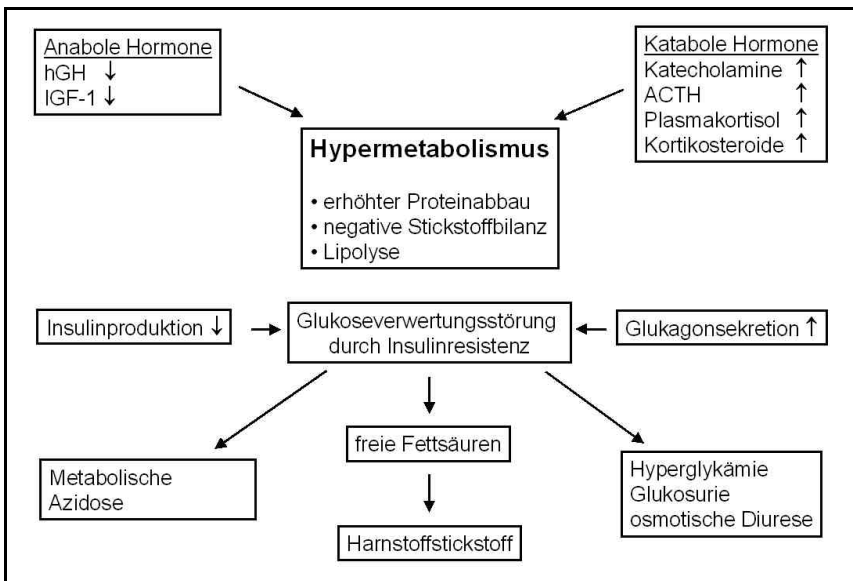 Anabole Hormone
hGH ↓
IGF-1 ↓
Katabole Hormone
Katecholamine ↑
ACTH ↑
Plasmakortisol ↑
Kortikosteroide ↑
Hypermetabolismus
• erhöhter Proteinabbau
• negative Stickstoffbilanz
• Lipolyse
Insulinproduktion ↓
Glukoseverwertungsstörung
durch Insulinresistenz
Glukagonsekretion ↑
freie Fettsäuren
Metabolische
Azidose
Hyperglykämie
Glukosurie
osmotische Diurese
Harnstoffstickstoff